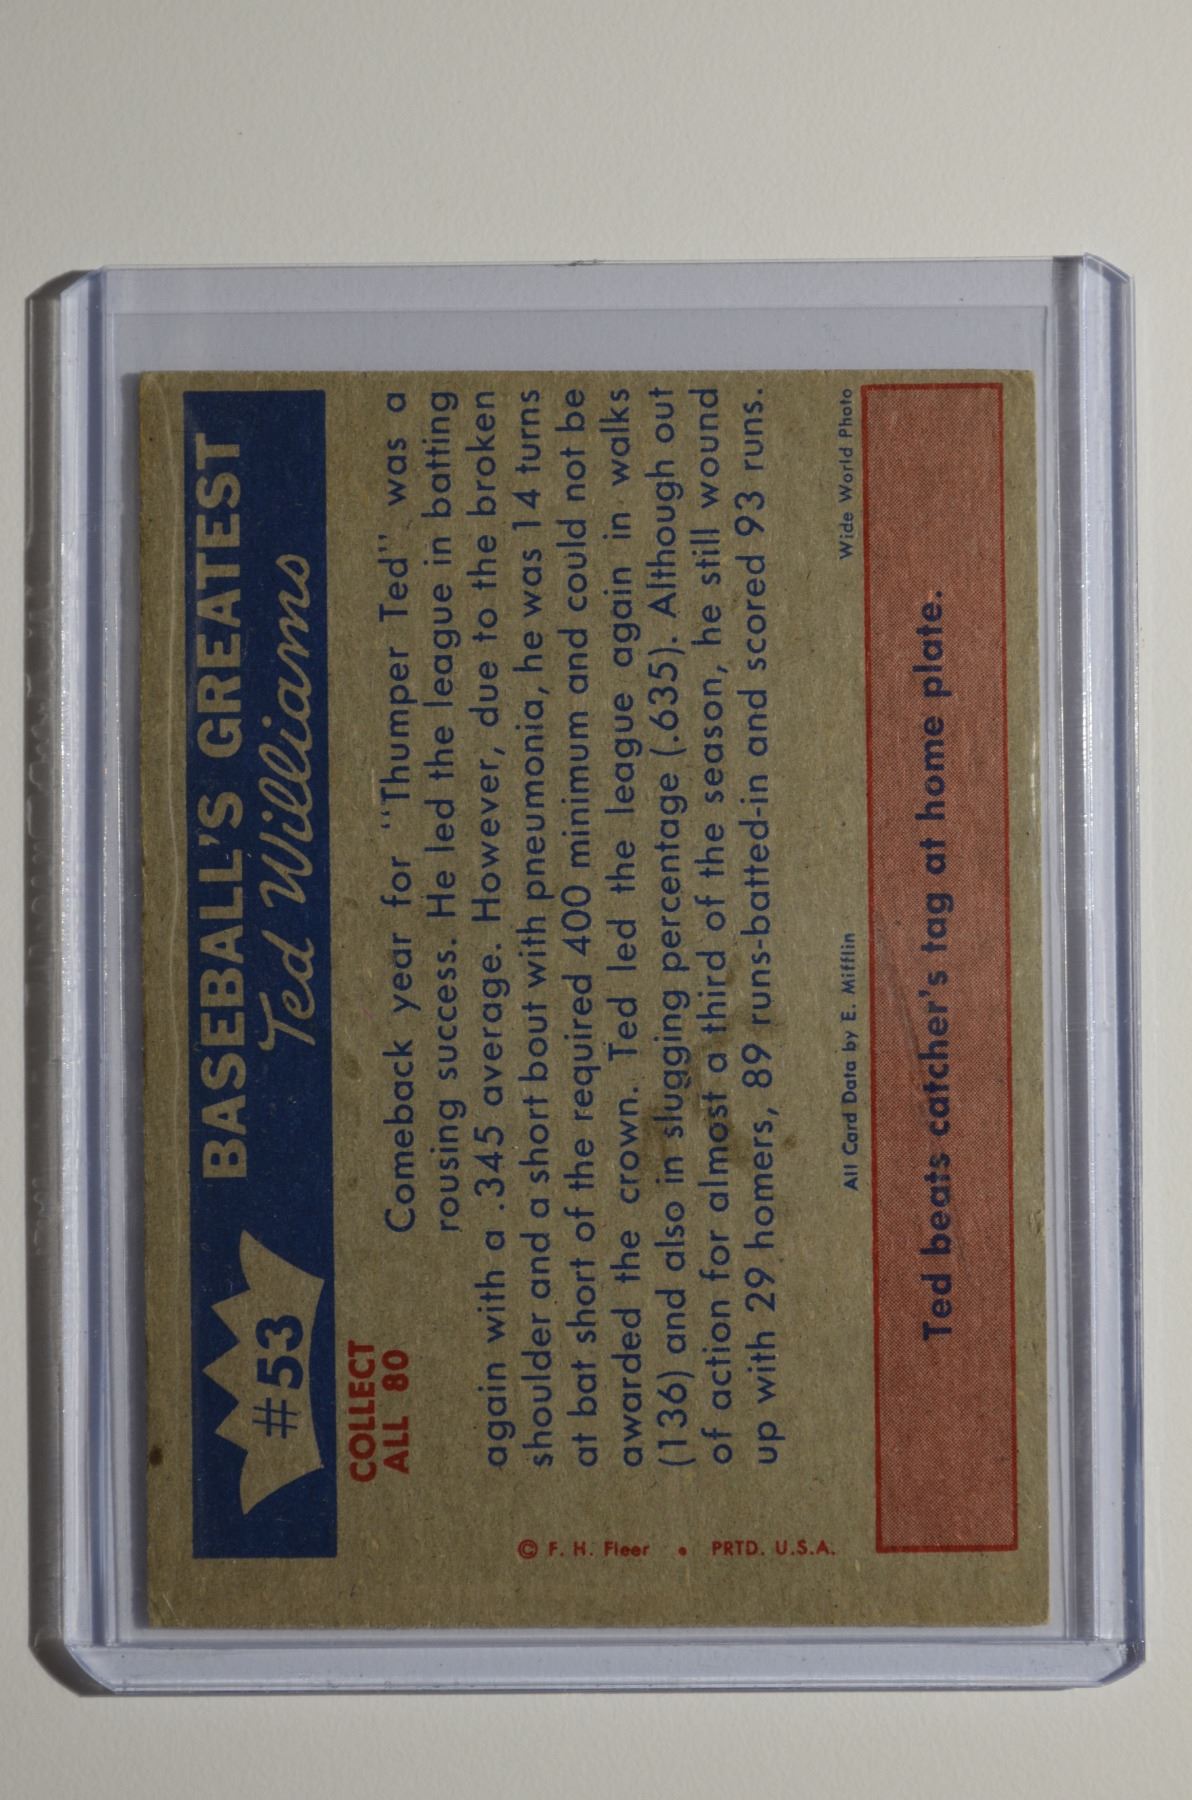 BASEBALL'S GREATEST
Ted Williams
#53
COLLECT
ALL 80
Comeback year for "Thumper Ted" was a
rousing success. He led the league in batting
again with a .345 average. However, due to the broken
shoulder and a short bout with pneumonia, he was 14 turns
at bat short of the required 400 minimum and could not be
awarded the crown. Ted led the league again in walks
(136) and also in slugging percentage (.635). Although out
of action for almost a third of the season, he still wound
up with 29 homers, 89 runs-batted-in and scored 93 runs.
© F. H. Fleer • PRTD. U.S.A.
All Card Data by E. Mifflin
Wide World Photo
Ted beats catcher's tag at home plate.